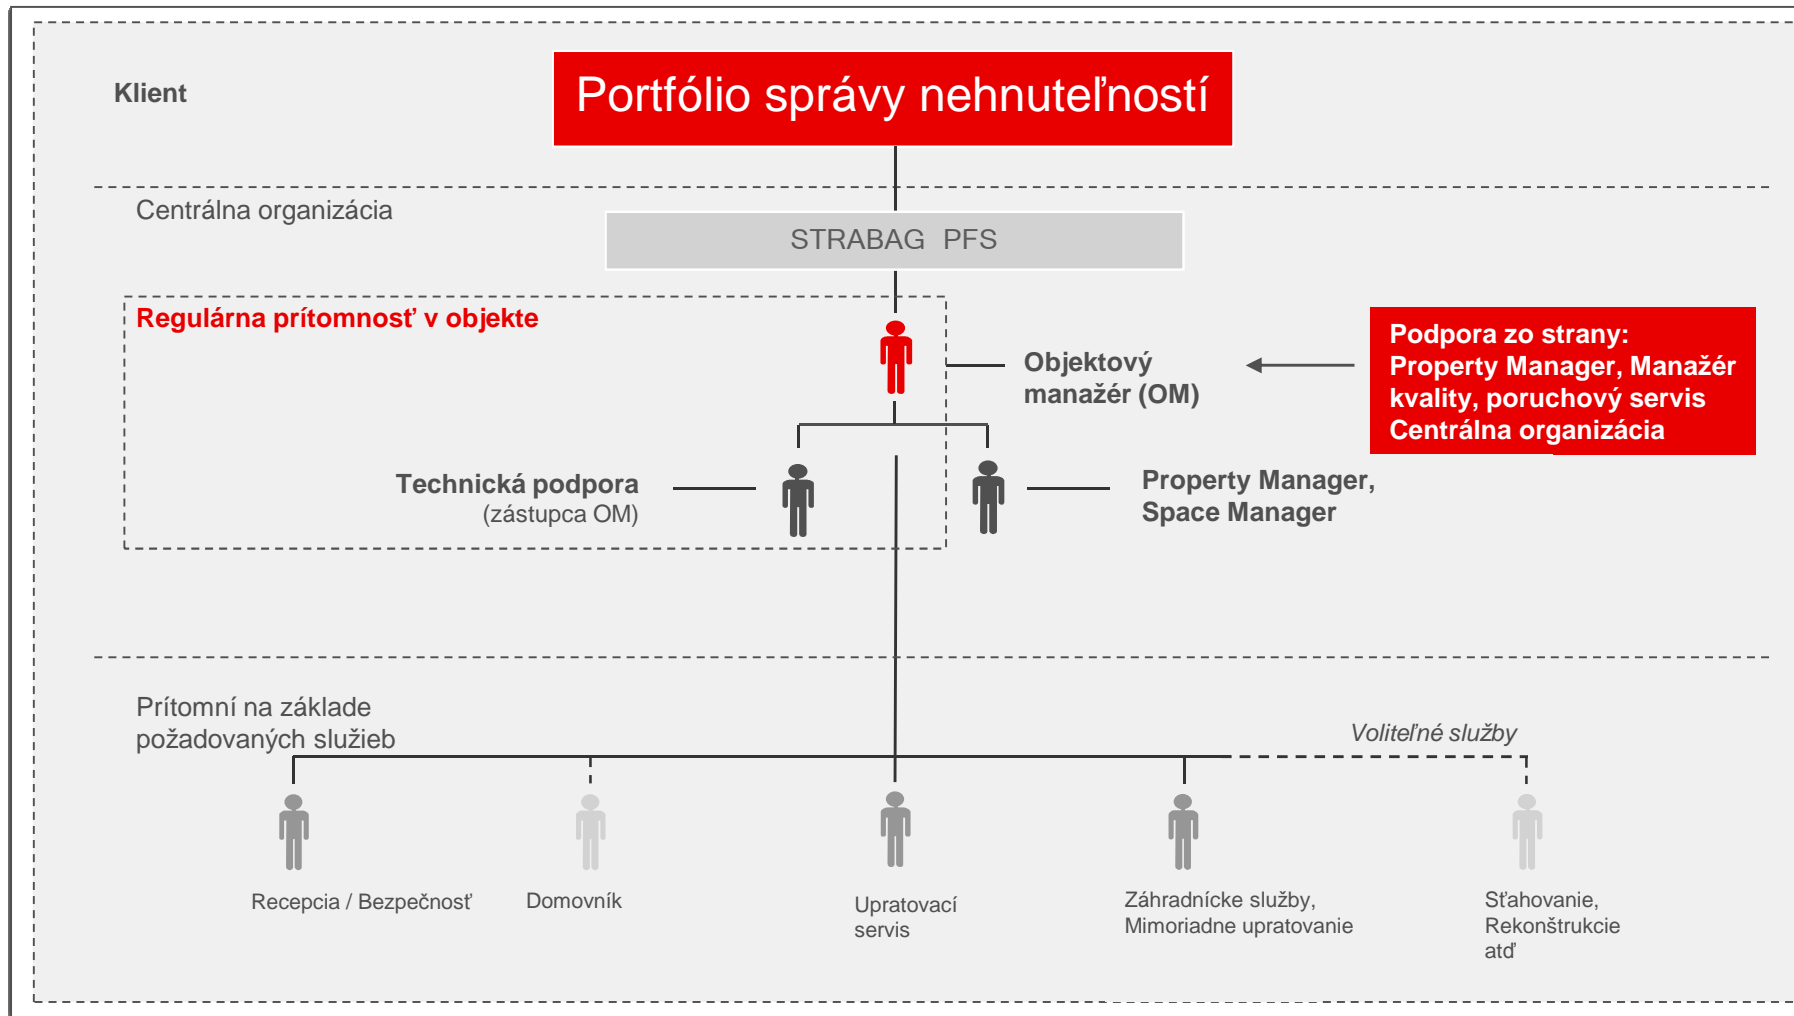 Klient
Portfólio správy nehnuteľností
Centrálna organizácia
STRABAG PFS
Regulárna prítomnosť v objekte
Objektový
manažér (OM)
Podpora zo strany:
Property Manager, Manažér
kvality, poruchový servis
Centrálna organizácia
Technická podpora
(zástupca OM)
Property Manager,
Space Manager
Prítomní na základe
požadovaných služieb
Voliteľné služby
Recepcia / Bezpečnosť
Domovník
Upratovací
servis
Záhradnícke služby,
Mimoriadne upratovanie
Sťahovanie,
Rekonštrukcie
atď